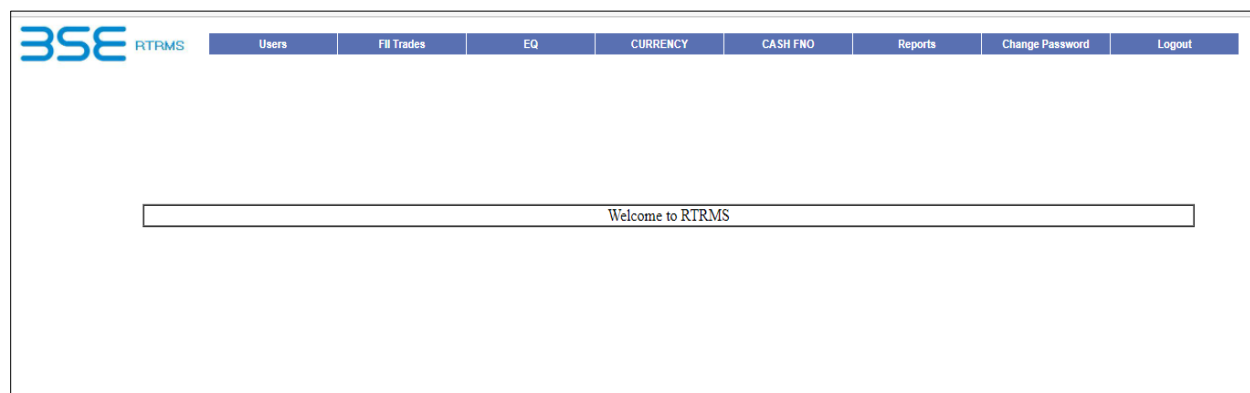 BSE RTRMS Users FII Trades EQ CURRENCY CASH FNO Reports Change Password Logout
Welcome to RTRMS